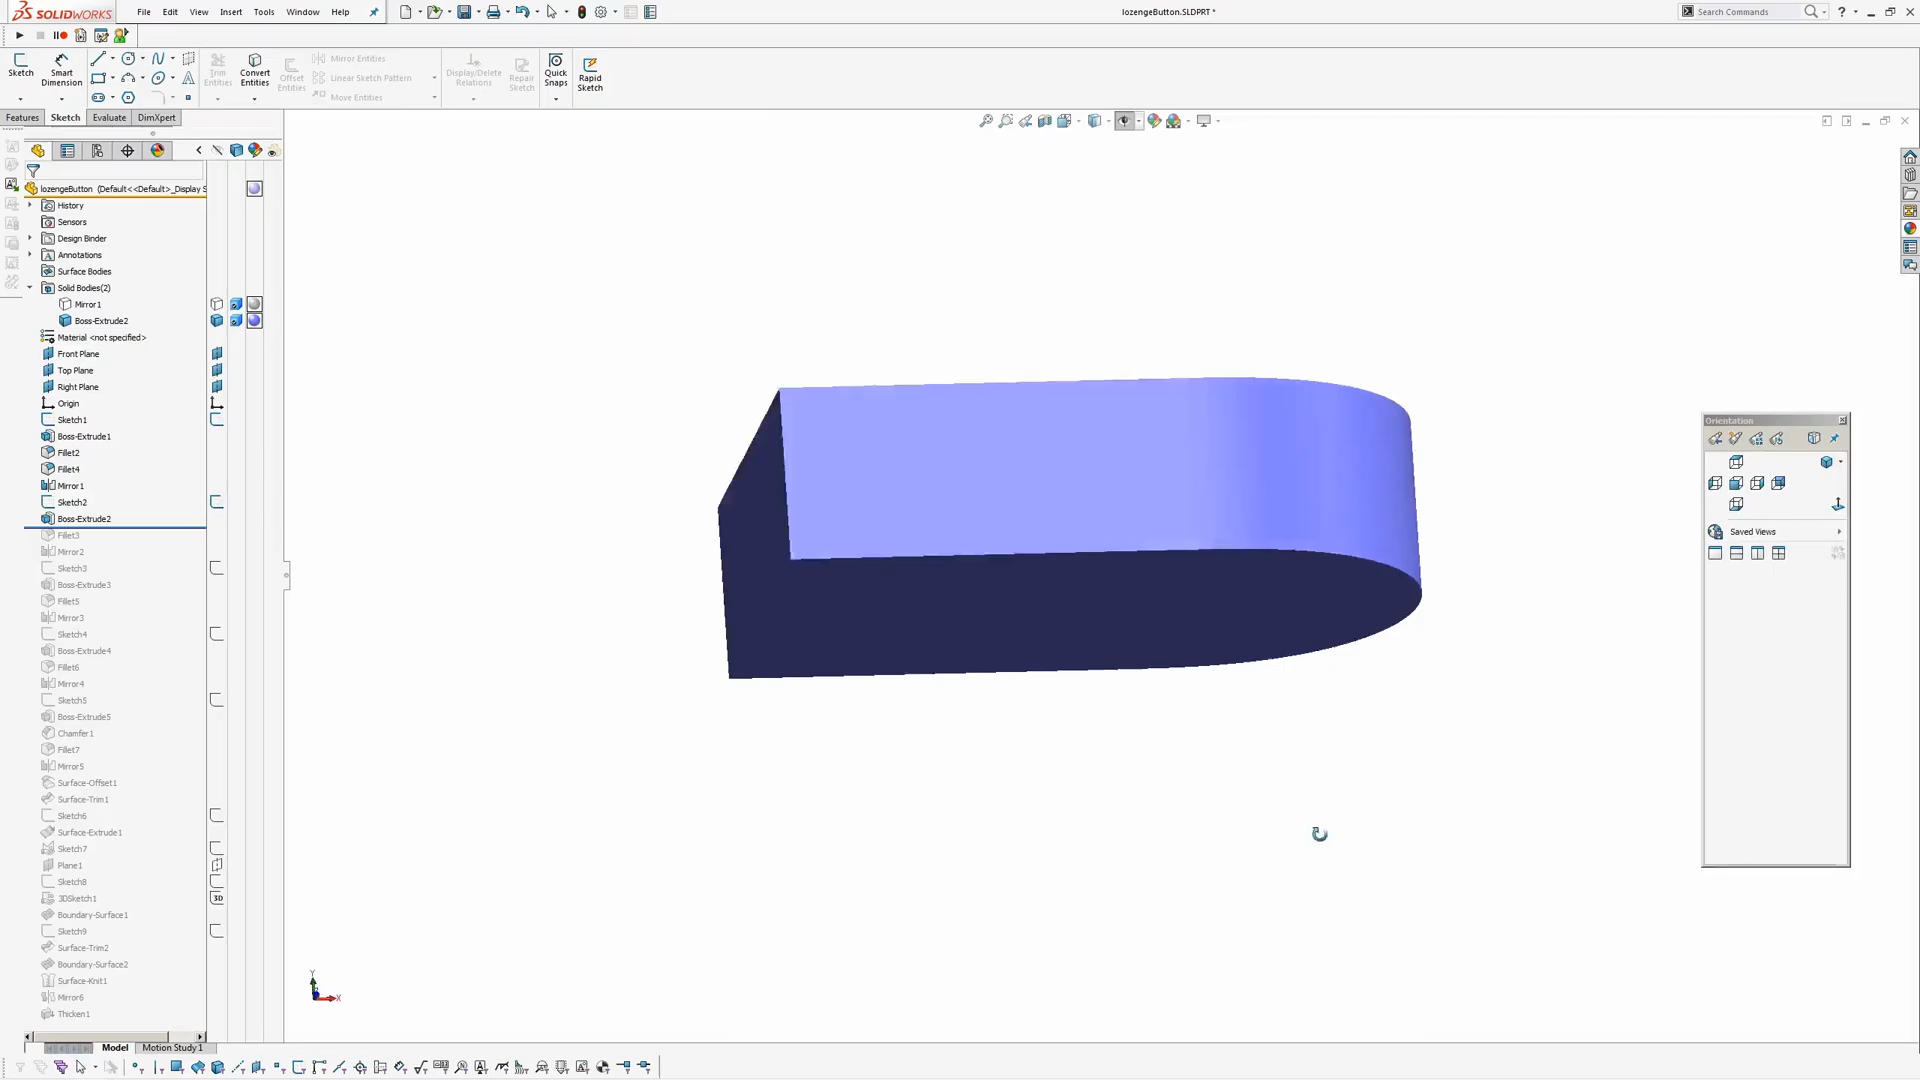 SOLIDWORKS
File Edit View Insert Tools Window Help
lozengeButton.SLDPRT *
Search Commands
Sketch
Smart Dimension
Trim Entities
Convert Entities
Offset Entities
Mirror Entities
Linear Sketch Pattern
Move Entities
Display/Delete Relations
Repair Sketch
Quick Snaps
Rapid Sketch
Features Sketch Evaluate DimXpert
lozengeButton (Default<<Default>_Display S
History
Sensors
Design Binder
Annotations
Surface Bodies
Solid Bodies(2)
Mirror1
Boss-Extrude2
Material <not specified>
Front Plane
Top Plane
Right Plane
Origin
Sketch1
Boss-Extrude1
Fillet2
Fillet4
Mirror1
Sketch2
Boss-Extrude2
Fillet3
Mirror2
Sketch3
Boss-Extrude3
Fillet5
Mirror3
Sketch4
Boss-Extrude4
Fillet6
Mirror4
Sketch5
Boss-Extrude5
Chamfer1
Fillet7
Mirror5
Surface-Offset1
Surface-Trim1
Sketch6
Surface-Extrude1
Sketch7
Plane1
Sketch8
3DSketch1
3D
Boundary-Surface1
Sketch9
Surface-Trim2
Boundary-Surface2
Surface-Knit1
Mirror6
Thicken1
Orientation
Saved Views
Y
X
Model Motion Study 1